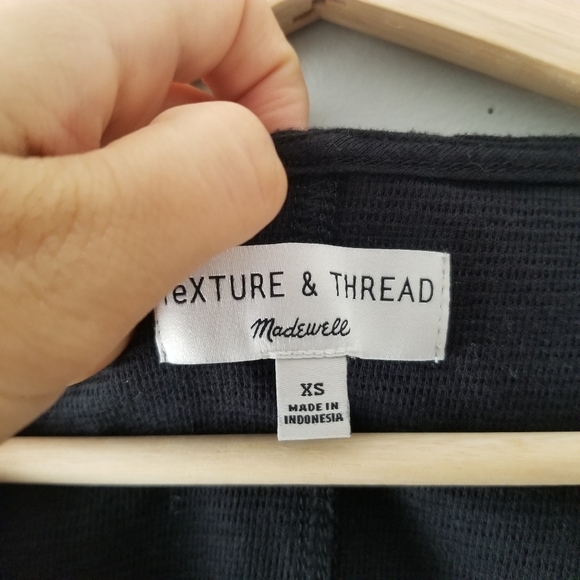 TeXTURE & THREAD
Madewell
XS
MADE IN
INDONESIA